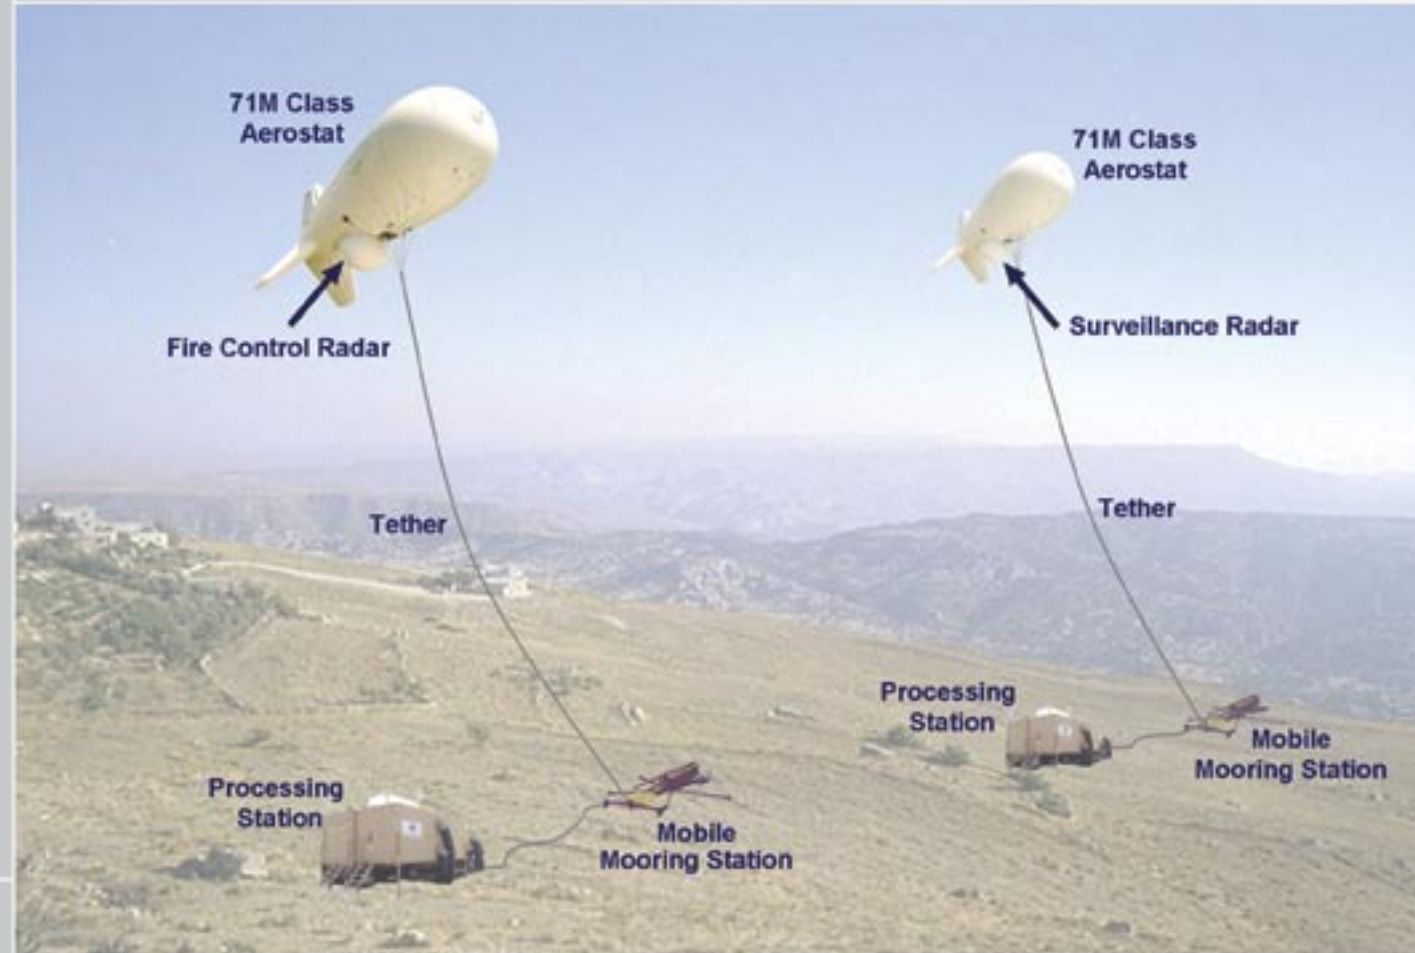 71M Class
Aerostat
71M Class
Aerostat
Fire Control Radar
Surveillance Radar
Tether
Tether
Processing
Station
Mobile
Mooring Station
Processing
Station
Mobile
Mooring Station